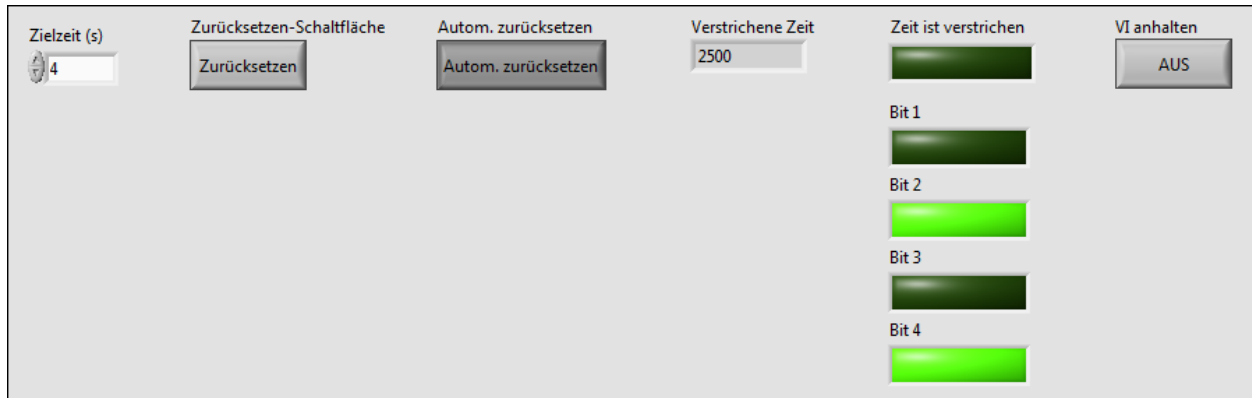 Zielzeit (s)
4
Zurücksetzen-Schaltfläche
Zurücksetzen
Autom. zurücksetzen
Autom. zurücksetzen
Verstrichene Zeit
2500
Zeit ist verstrichen
Bit 1
Bit 2
Bit 3
Bit 4
VI anhalten
AUS